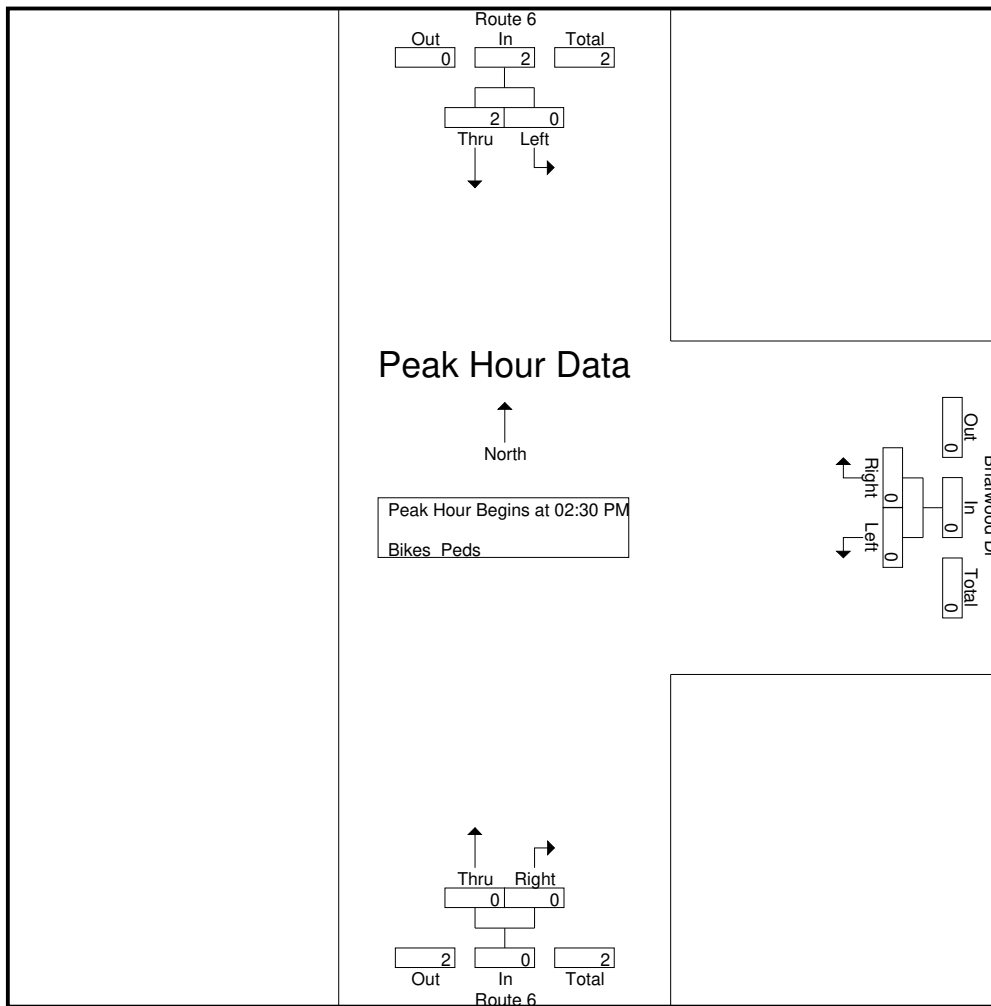 Route 6
Out In Total
0 2 2
2 0
Thru Left
Peak Hour Data
North
Peak Hour Begins at 02:30 PM
Bikes Peds
Out In Total
0 0 0
Right Left
0 0
Thru Right
0 0
2 0 2
Out In Total
Route 6